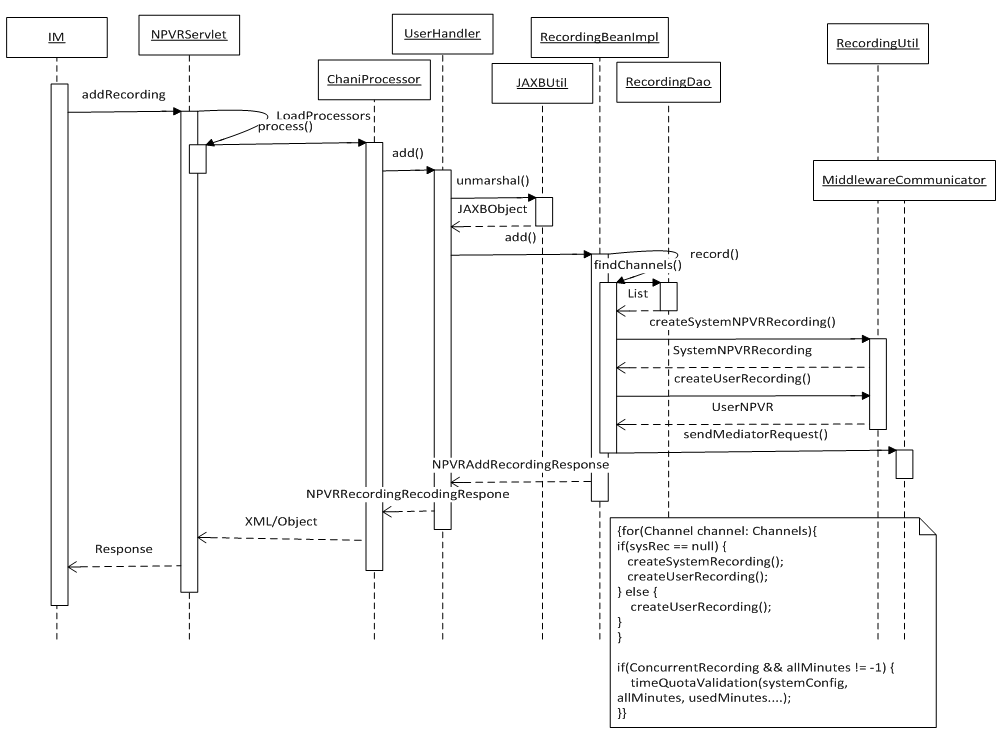 IM
NPVRServlet
UserHandler
RecordingBeanImpl
RecordingUtil
ChaniProcessor
JAXBUtil
RecordingDao
MiddlewareCommunicator
addRecording
LoadProcessors
process()
add()
unmarshal()
JAXBObject
add()
record()
findChannels()
List
createSystemNPVRRecording()
SystemNPVRRecording
createUserRecording()
UserNPVR
sendMediatorRequest()
NPVRAddRecordingResponse
NPVRRecordingRecodingRespone
XML/Object
Response
{for(Channel channel: Channels){
if(sysRec == null) {
createSystemRecording();
createUserRecording();
} else {
createUserRecording();
}
}
if(ConcurrentRecording && allMinutes != -1) {
timeQuotaValidation(systemConfig,
allMinutes, usedMinutes....);
}}